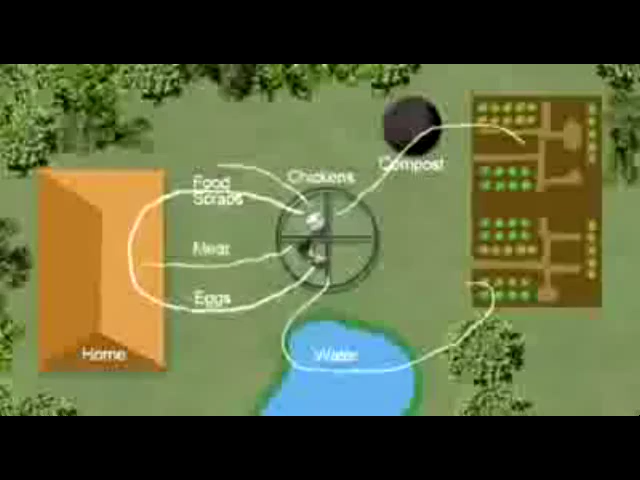 Compost
Chickens
Food
Scraps
Meat
Eggs
Home
Water